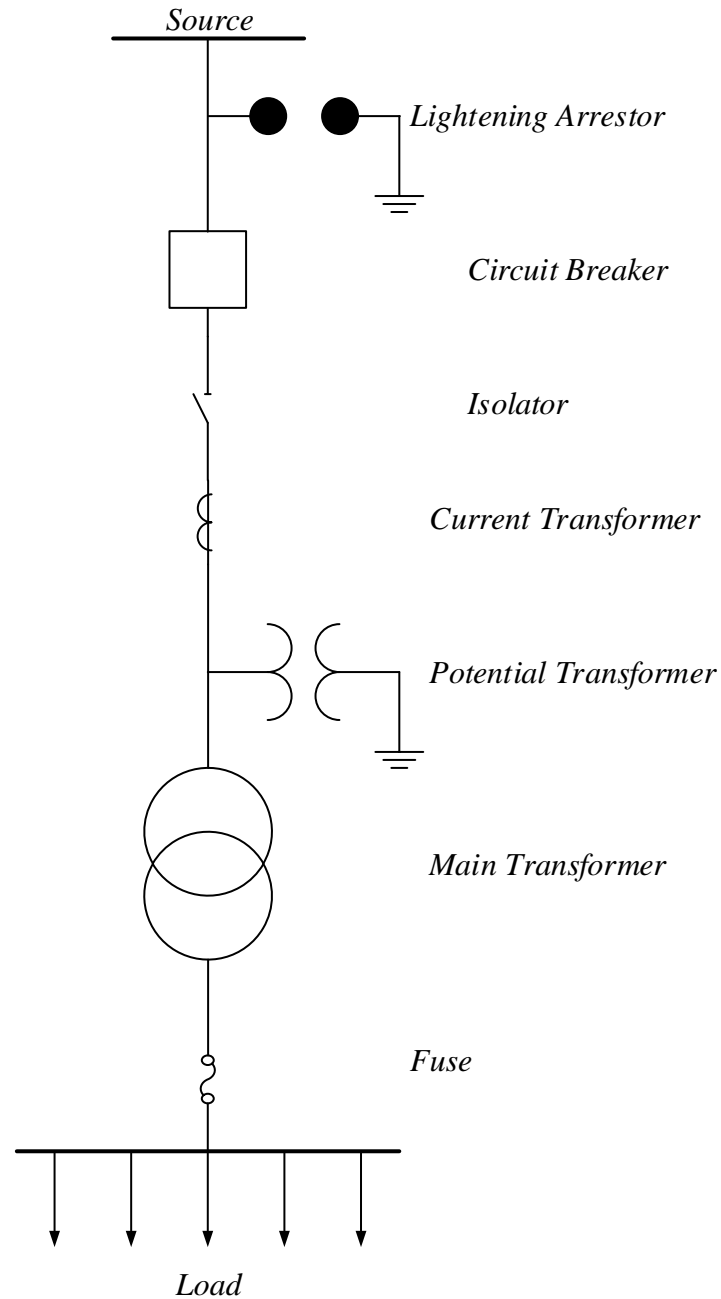 Source
Lightening Arrestor
Circuit Breaker
Isolator
Current Transformer
Potential Transformer
Main Transformer
Fuse
Load